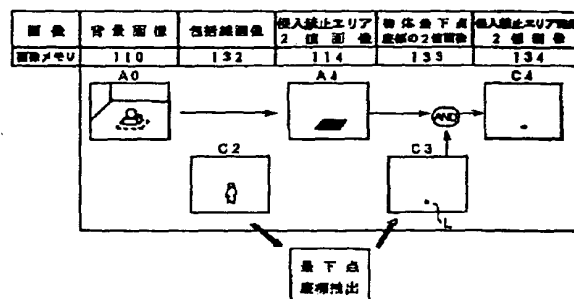 画像 背景画像 包括線画像 侵入禁止エリア2値画像 物体最下点座標の2値画像 侵入禁止エリア物体2値画像
画像メモリ 110 132 114 133 134
A0 A4 C4
AND
C2 C3
L
最下点
座標抽出